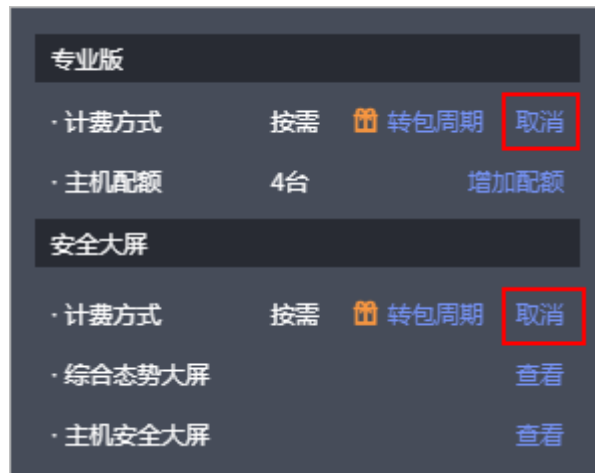 专业版
· 计费方式 按需 转包周期 取消
· 主机配额 4台 增加配额
安全大屏
· 计费方式 按需 转包周期 取消
· 综合态势大屏 查看
· 主机安全大屏 查看